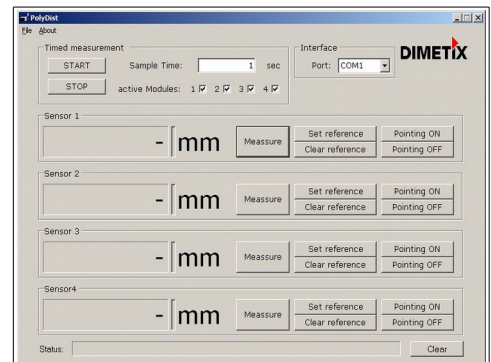 PolyDist
File About
Timed measurement
START Sample Time: 1 sec
STOP active Modules: 1 2 3 4
Interface
Port: COM1
DIMETIX
Sensor 1
- mm Meassure Set reference Pointing ON
Clear reference Pointing OFF
Sensor 2
- mm Meassure Set reference Pointing ON
Clear reference Pointing OFF
Sensor 3
- mm Meassure Set reference Pointing ON
Clear reference Pointing OFF
Sensor4
- mm Meassure Set reference Pointing ON
Clear reference Pointing OFF
Status: Clear